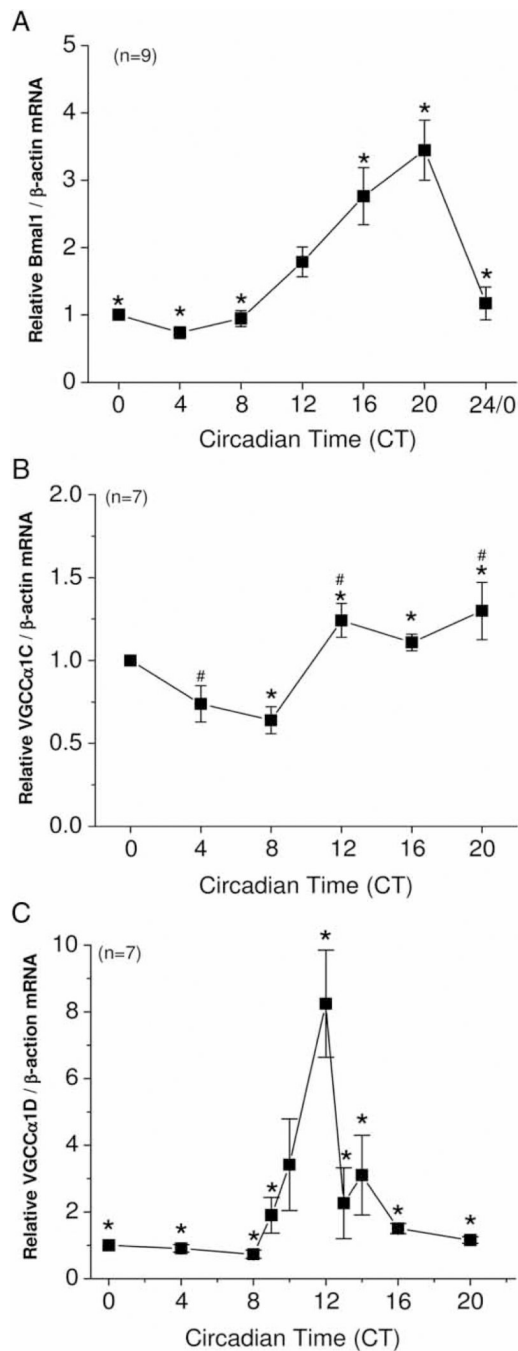 A
(n=9)
Relative Bmal1 / β-actin mRNA
5
4
3
2
1
0
* * * * * *
0 4 8 12 16 20 24/0
Circadian Time (CT)
B
(n=7)
Relative VGCCα1C / β-actin mRNA
2.0
1.5
1.0
0.5
0.0
# #
* * *
#
*
0 4 8 12 16 20
Circadian Time (CT)
C
(n=7)
Relative VGCCα1D / β-action mRNA
10
8
6
4
2
0
*
*
* *
* * * * *
0 4 8 12 16 20
Circadian Time (CT)